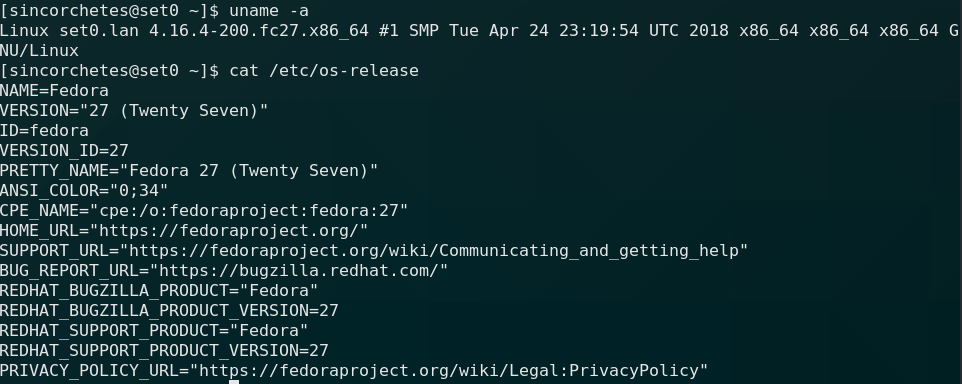 [sincorchetes@set0 ~]$ uname -a
Linux set0.lan 4.16.4-200.fc27.x86_64 #1 SMP Tue Apr 24 23:19:54 UTC 2018 x86_64 x86_64 x86_64 G
NU/Linux
[sincorchetes@set0 ~]$ cat /etc/os-release
NAME=Fedora
VERSION="27 (Twenty Seven)"
ID=fedora
VERSION_ID=27
PRETTY_NAME="Fedora 27 (Twenty Seven)"
ANSI_COLOR="0;34"
CPE_NAME="cpe:/o:fedoraproject:fedora:27"
HOME_URL="https://fedoraproject.org/"
SUPPORT_URL="https://fedoraproject.org/wiki/Communicating_and_getting_help"
BUG_REPORT_URL="https://bugzilla.redhat.com/"
REDHAT_BUGZILLA_PRODUCT="Fedora"
REDHAT_BUGZILLA_PRODUCT_VERSION=27
REDHAT_SUPPORT_PRODUCT="Fedora"
REDHAT_SUPPORT_PRODUCT_VERSION=27
PRIVACY_POLICY_URL="https://fedoraproject.org/wiki/Legal:PrivacyPolicy"